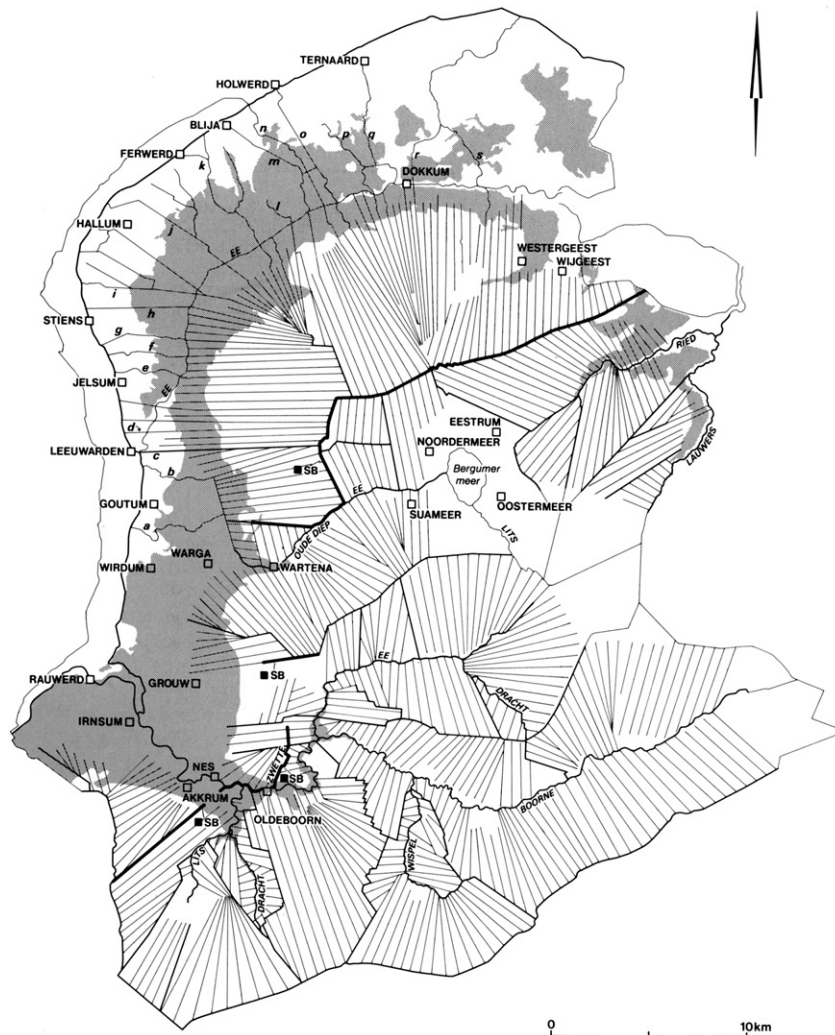 TERNAARD
HOLWERD
BLIJA
n
o
p
q
FERWERD
k
m
r
s
DOKKUM
l
HALLUM
j
EE
WESTERGEEST
WIJGEEST
i
h
STIENS
g
f
RIED
e
EE
JELSUM
d
EESTRUM
LEEUWARDEN
c
NOORDERMEER
LAUWERS
b
SB
Bergumer
meer
EE
GOUTUM
SUAMEER
OOSTERMEER
a
OUDE DIEP
LITS
WIRDUM
WARGA
WARTENA
EE
RAUWERD
GROUW
SB
DRACHT
IRNSUM
NES
ZWETTE
SB
AKKRUM
OLDEBOORN
BOORNE
SB
LITS
WISPEL
DRACHT
0 10km